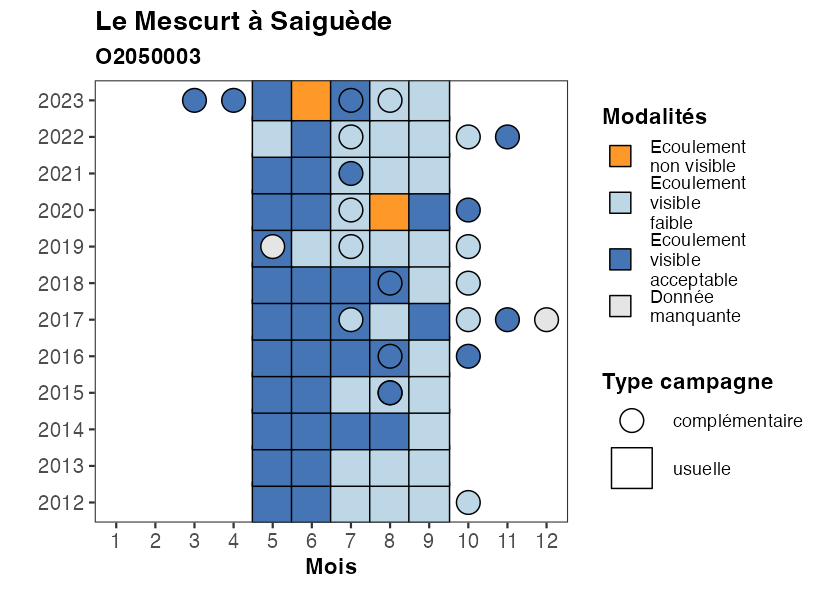 Le Mescurt à Saiguède
O2050003
2023
2022
2021
2020
2019
2018
2017
2016
2015
2014
2013
2012
1 2 3 4 5 6 7 8 9 10 11 12
Mois
Modalités
Ecoulement
non visible
Ecoulement
visible
faible
Ecoulement
visible
acceptable
Donnée
manquante
Type campagne
complémentaire
usuelle